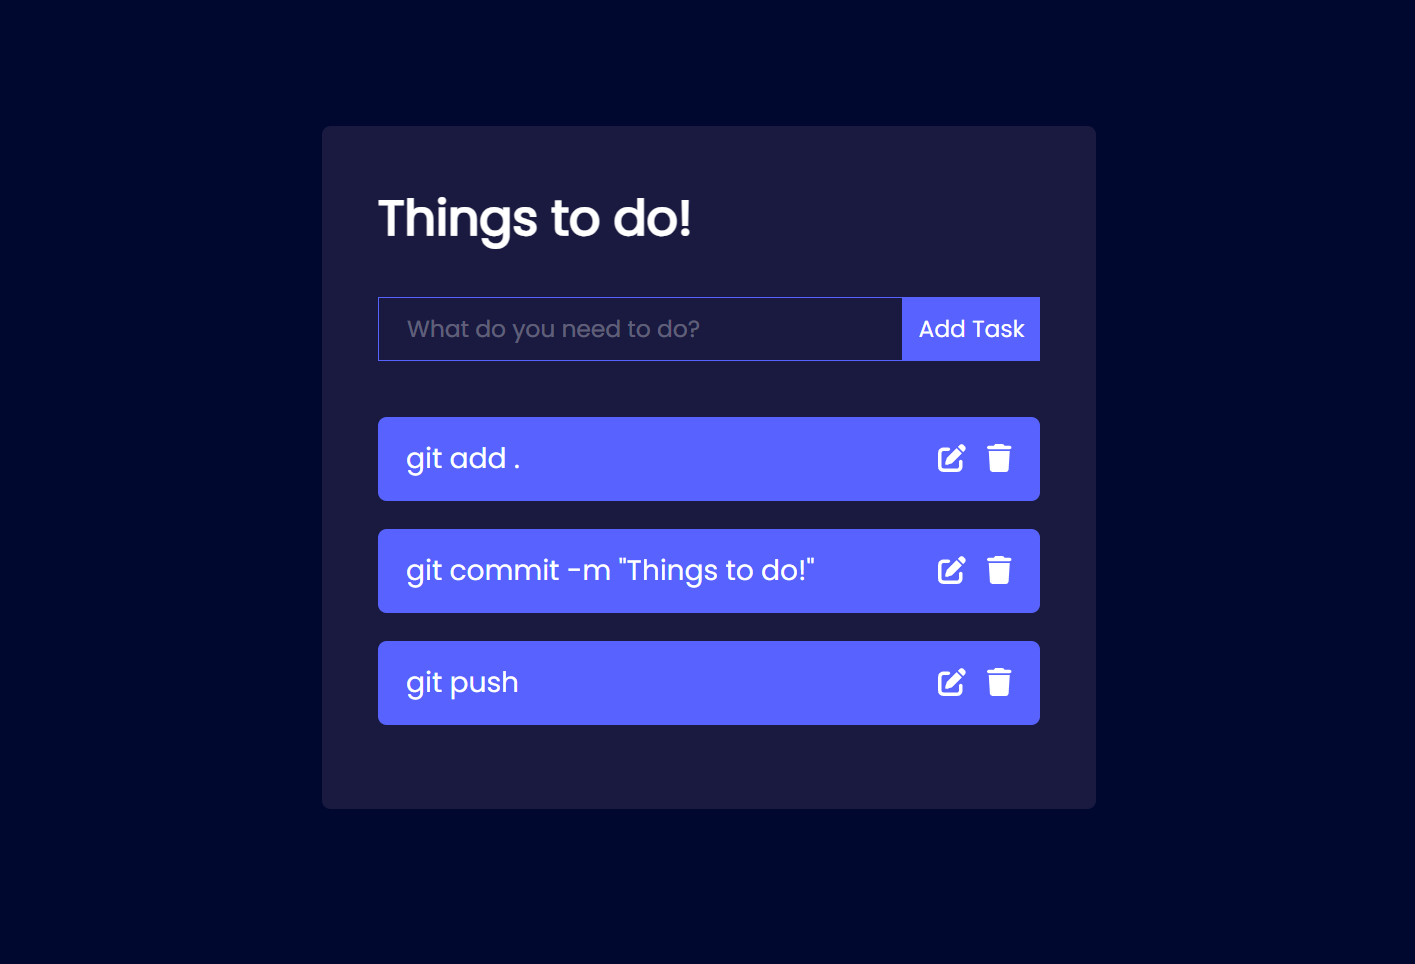 Things to do!
What do you need to do?
Add Task
git add .
git commit -m "Things to do!"
git push